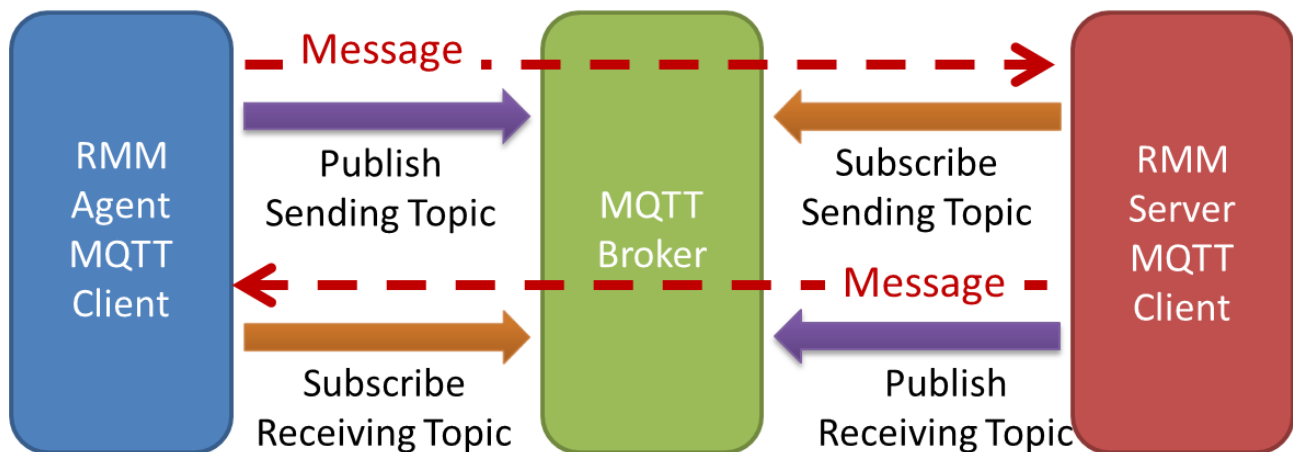 Message
RMM
Agent
MQTT
Client
Publish
Sending Topic
MQTT
Broker
Subscribe
Sending Topic
RMM
Server
MQTT
Client
Message
Subscribe
Receiving Topic
Publish
Receiving Topic